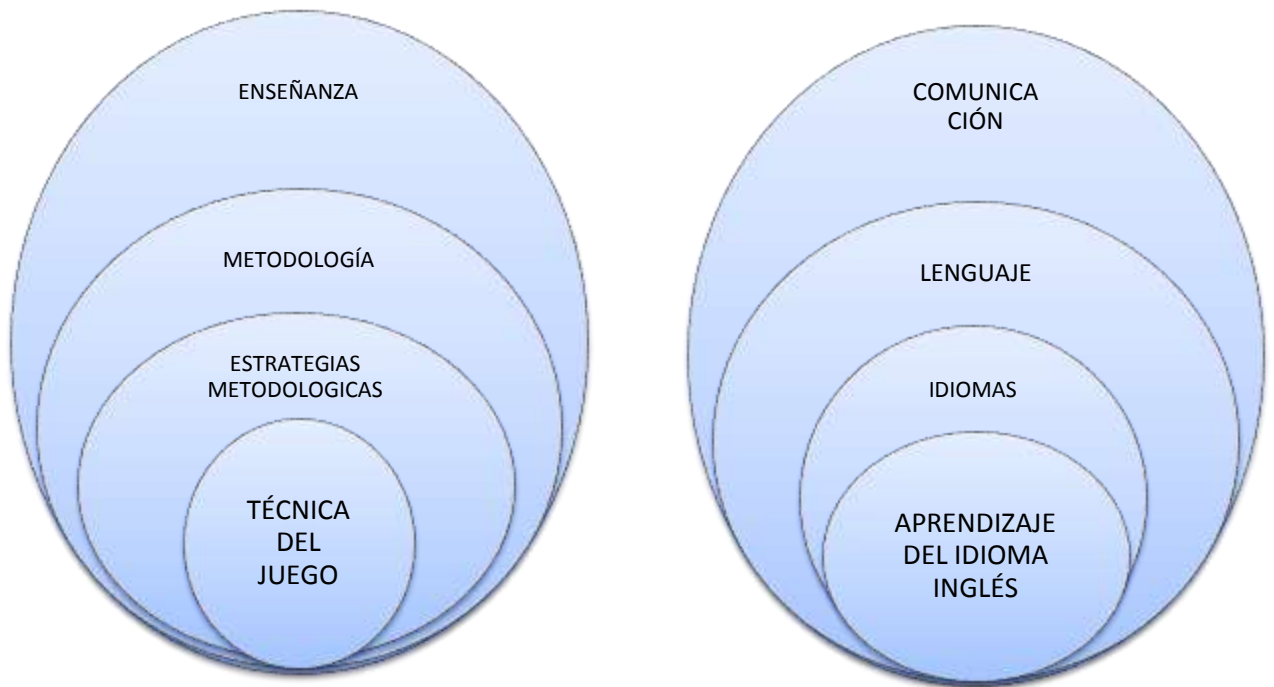 ENSEÑANZA
METODOLOGÍA
ESTRATEGIAS
METODOLOGICAS
TÉCNICA
DEL
JUEGO
COMUNICA
CIÓN
LENGUAJE
IDIOMAS
APRENDIZAJE
DEL IDIOMA
INGLÉS